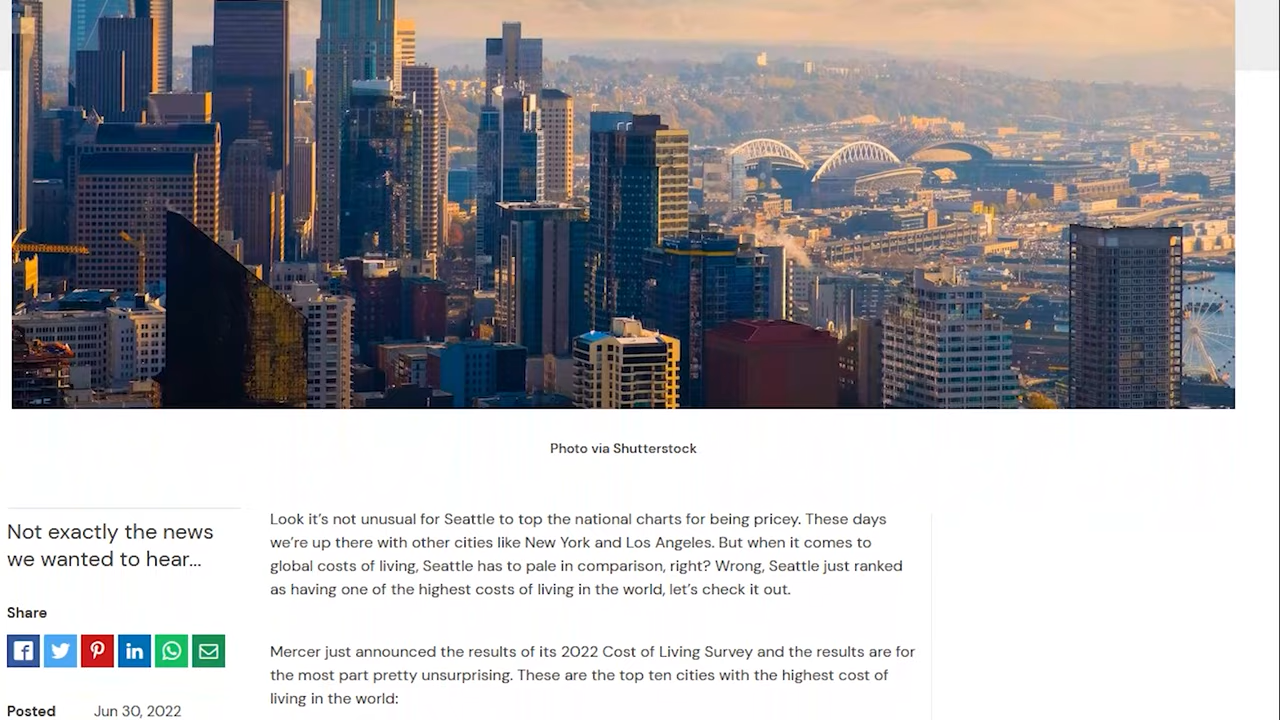 Photo via Shutterstock
Not exactly the news
we wanted to hear...
Share
Posted Jun 30, 2022
Look it's not unusual for Seattle to top the national charts for being pricey. These days
we're up there with other cities like New York and Los Angeles. But when it comes to
global costs of living, Seattle has to pale in comparison, right? Wrong, Seattle just ranked
as having one of the highest costs of living in the world, let's check it out.
Mercer just announced the results of its 2022 Cost of Living Survey and the results are for
the most part pretty unsurprising. These are the top ten cities with the highest cost of
living in the world: